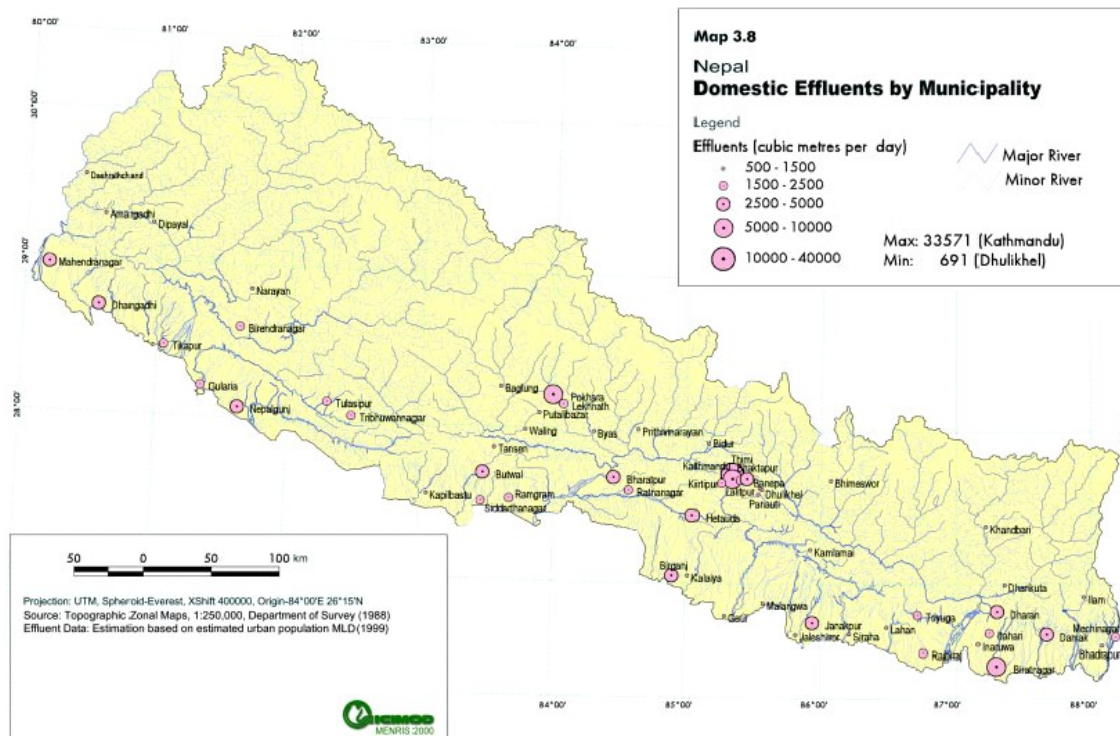 80°00'
81°00'
82°00'
83°00'
84°00'
30°00'
29°00'
28°00'
Map 3.8
Nepal
Domestic Effluents by Municipality
Legend
Effluents (cubic metres per day)
500 - 1500
1500 - 2500
2500 - 5000
5000 - 10000
10000 - 40000
Major River
Minor River
Max: 33571 (Kathmandu)
Min: 691 (Dhulikhel)
Dashrathchand
Amargadhi
Dipayal
Mahendranagar
Narayan
Dhaingadhi
Birendranagar
Tikapur
Gularia
Nepalgunj
Tulasipur
Tribhuwannagar
Baglung
Pokhara
Lekhnath
Putalibazar
Waling
Byas
Prithivinarayan
Bidur
Tansen
Butwal
Kapilbastu
Ramgram
Siddarthanagar
Bharatpur
Ratnanagar
Thimi
Kathmandu
Bhaktapur
Kirtipur
Banepa
Lalitpur
Dhulikhel
Panauti
Bhimeswor
Hetauda
Khandbari
Kamlamai
Birganj
Kalaiya
Malangwa
Gaur
Janakpur
Jaleshwor
Siraha
Lahan
Triyuga
Rajbiraj
Dhankuta
Dharan
Itahari
Inaruwa
Biratnagar
Damak
Ilam
Mechinagar
Bhadrapur
50 0 50 100 km
Projection: UTM, Spheroid-Everest, XShift 400000, Origin-84°00'E 26°15'N
Source: Topographic Zonal Maps, 1:250,000, Department of Survey (1988)
Effluent Data: Estimation based on estimated urban population MLD(1999)
ICIMOD
MENRIS:2000
84°00'
85°00'
86°00'
87°00'
88°00'